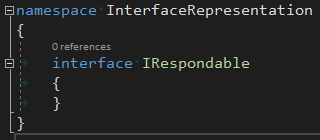 namespace InterfaceRepresentation
{
0 references
interface IRespondable
{
}
}